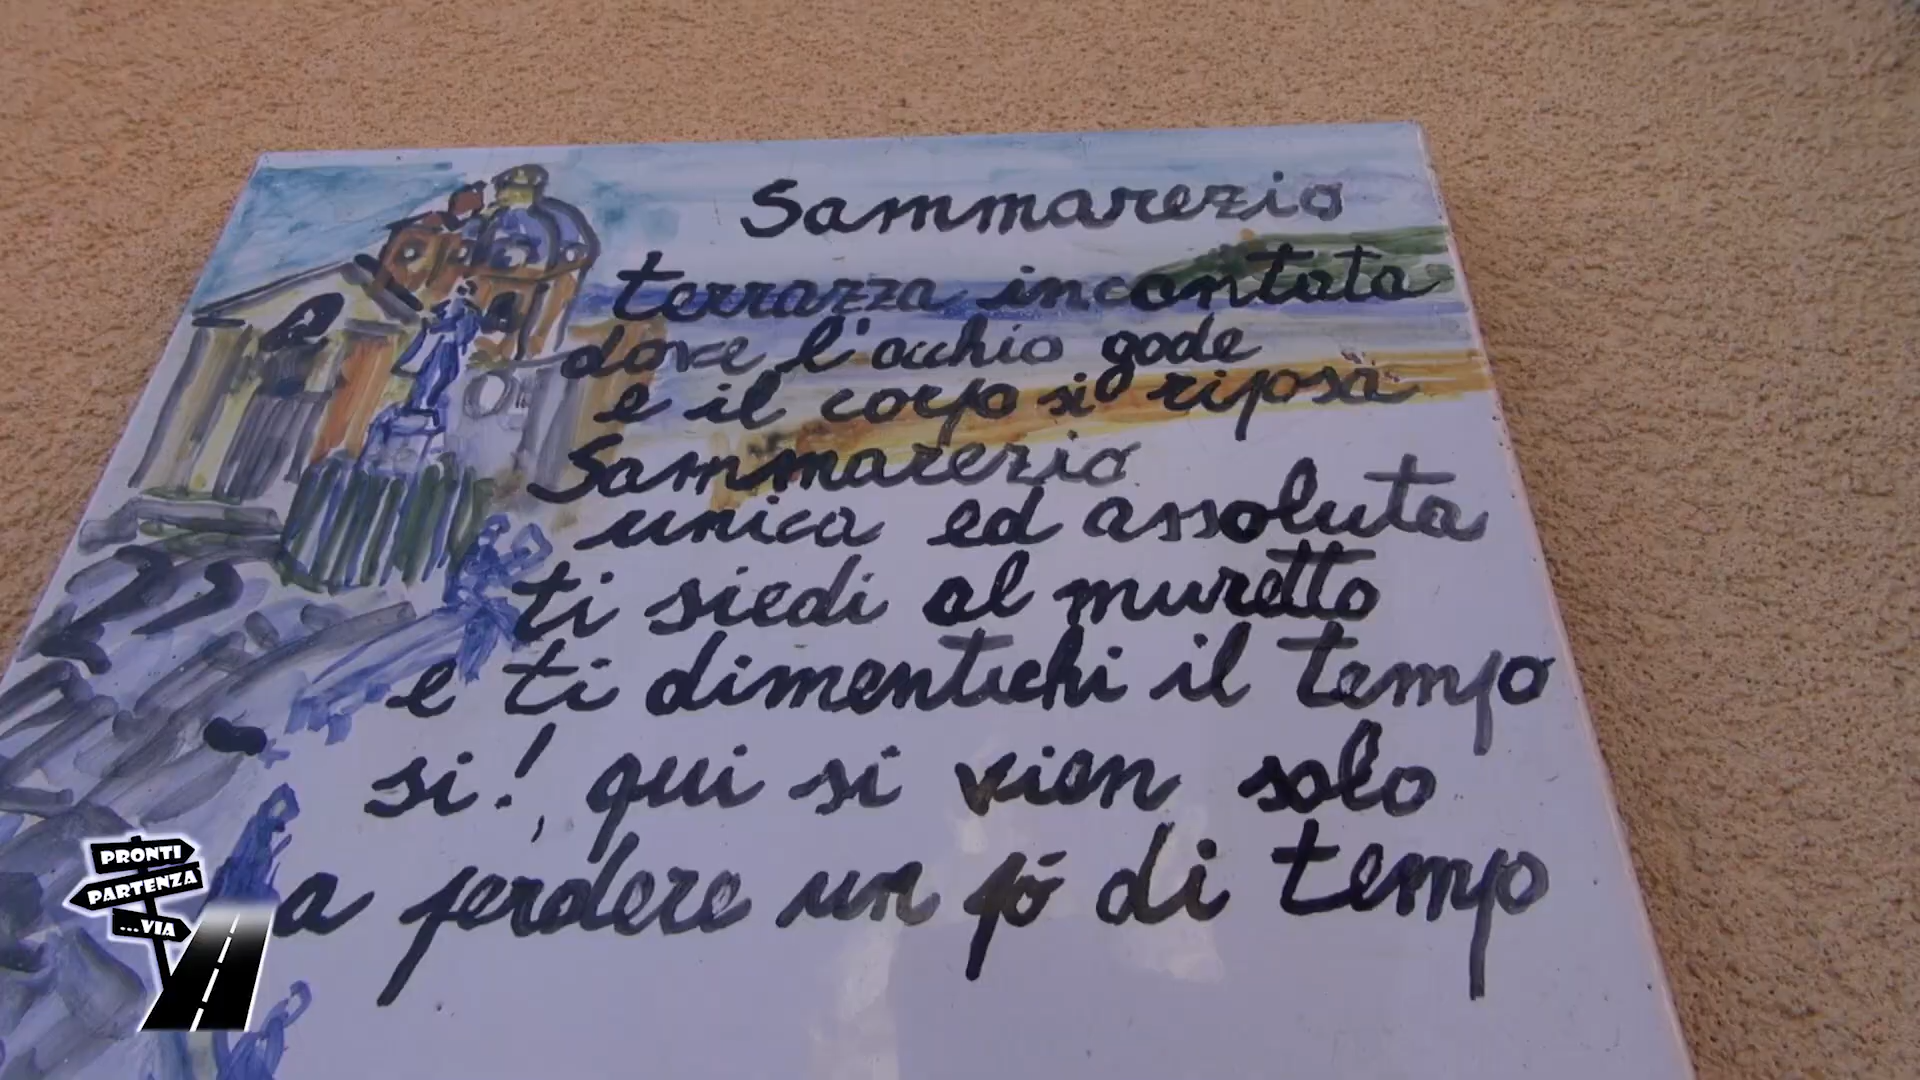 Sammarezio
terrazza incantata
dove l'occhio gode
e il corpo si riposa
Sammarezio
unica ed assoluta
ti siedi al muretto
e ti dimentichi il tempo
si! qui si vien solo
a perdere un pó di tempo
PRONTI
PARTENZA
...VIA